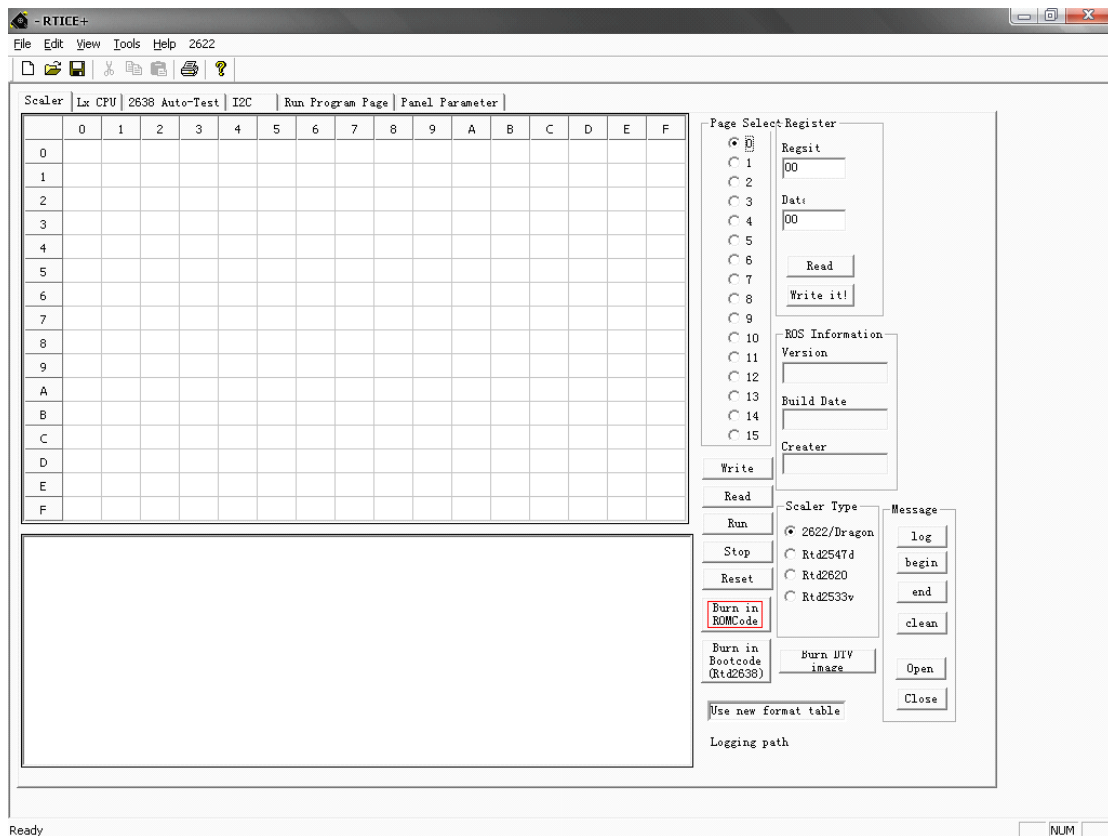 - RTICE+
File Edit View Tools Help 2622
Scaler Lx CPU 2638 Auto-Test I2C Run Program Page Panel Parameter
0 1 2 3 4 5 6 7 8 9 A B C D E F
0
1
2
3
4
5
6
7
8
9
A
B
C
D
E
F
Page Select
0
1
2
3
4
5
6
7
8
9
10
11
12
13
14
15
Register
Regsit
00
Data
00
Read
Write it!
ROS Information
Version
Build Date
Creater
Write
Read
Run
Stop
Reset
Burn in
ROMCode
Burn in
Bootcode
(Rtd2638)
Scaler Type
2622/Dragon
Rtd2547d
Rtd2620
Rtd2533v
Burn DTV
image
Message
log
begin
end
clean
Open
Close
Use new format table
Logging path
Ready
NUM